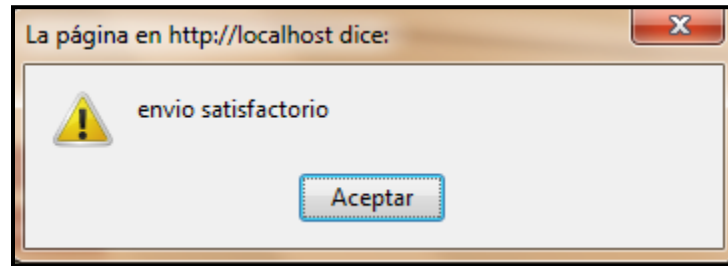 La página en http://localhost dice:
envio satisfactorio
Aceptar